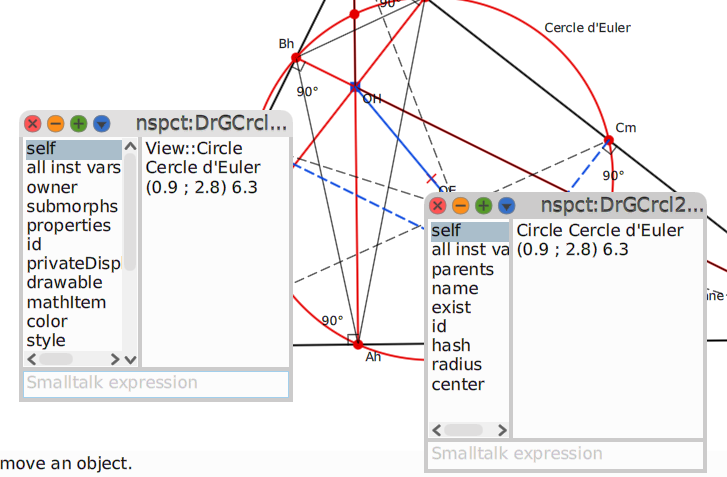 90°
Cercle d'Euler
Bh
90°
OH
Cm
90°
OE
90°
Ah
nspct:DrGCrcl...
self
all inst vars
owner
submorphs
properties
id
privateDisp
drawable
mathItem
color
style
View::Circle
Cercle d'Euler
(0.9 ; 2.8) 6.3
Smalltalk expression
nspct:DrGCrcl2...
self
all inst va
parents
name
exist
id
hash
radius
center
Circle Cercle d'Euler
(0.9 ; 2.8) 6.3
Smalltalk expression
move an object.